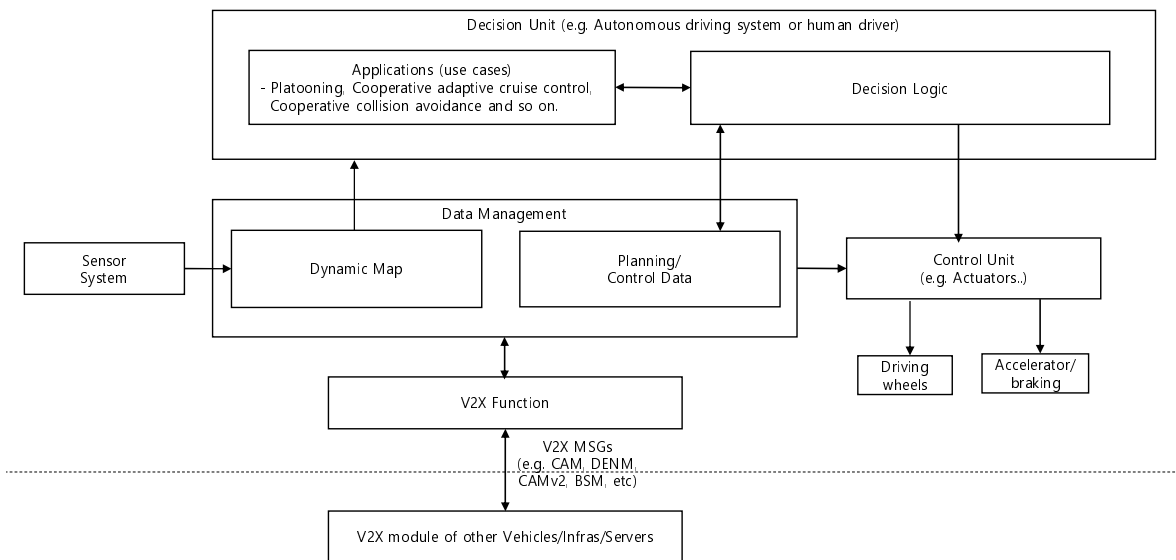 Decision Unit (e.g. Autonomous driving system or human driver)
Applications (use cases)
- Platooning, Cooperative adaptive cruise control,
Cooperative collision avoidance and so on.
Decision Logic
Data Management
Sensor
System
Dynamic Map
Planning/
Control Data
Control Unit
(e.g. Actuators..)
Driving
wheels
Accelerator/
braking
V2X Function
V2X MSGs
(e.g. CAM, DENM,
CAMv2, BSM, etc)
V2X module of other Vehicles/Infras/Servers